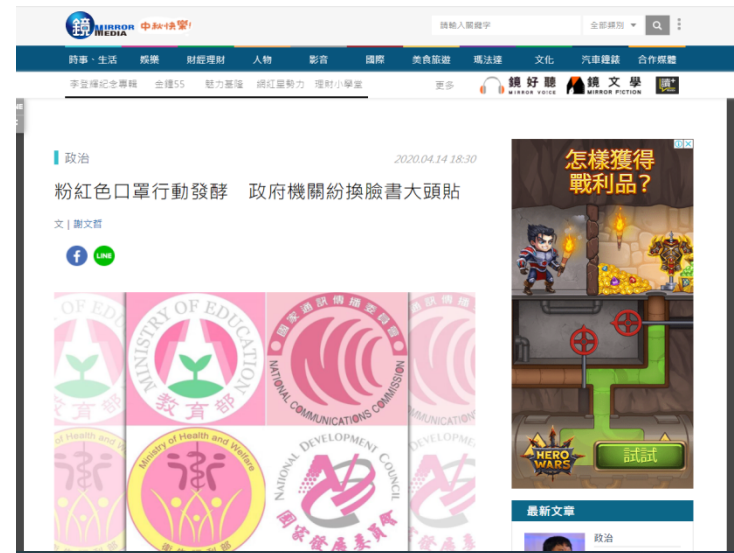 鏡 MIRROR MEDIA 中秋快樂!
請輸入關鍵字
全部類別
時事．生活 娛樂 財經理財 人物 影音 國際 美食旅遊 瑪法達 文化 汽車鐘錶 合作媒體
李登輝紀念專輯 金鐘55 魅力基隆 網紅星勢力 理財小學堂 更多
鏡好聽 MIRROR VOICE
鏡文學 MIRROR FICTION
政治
2020.04.14 18:30
粉紅色口罩行動發酵　政府機關紛換臉書大頭貼
文 | 謝文哲
LINE
MINISTRY OF EDUCATION
教育部
國家通訊傳播委員會
NATIONAL COMMUNICATIONS COMMISSION
Ministry of Health and Welfare
衛生福利部
NATIONAL DEVELOPMENT COUNCIL
國家發展委員會
怎樣獲得
戰利品？
HERO
WARS
試試
最新文章
政治